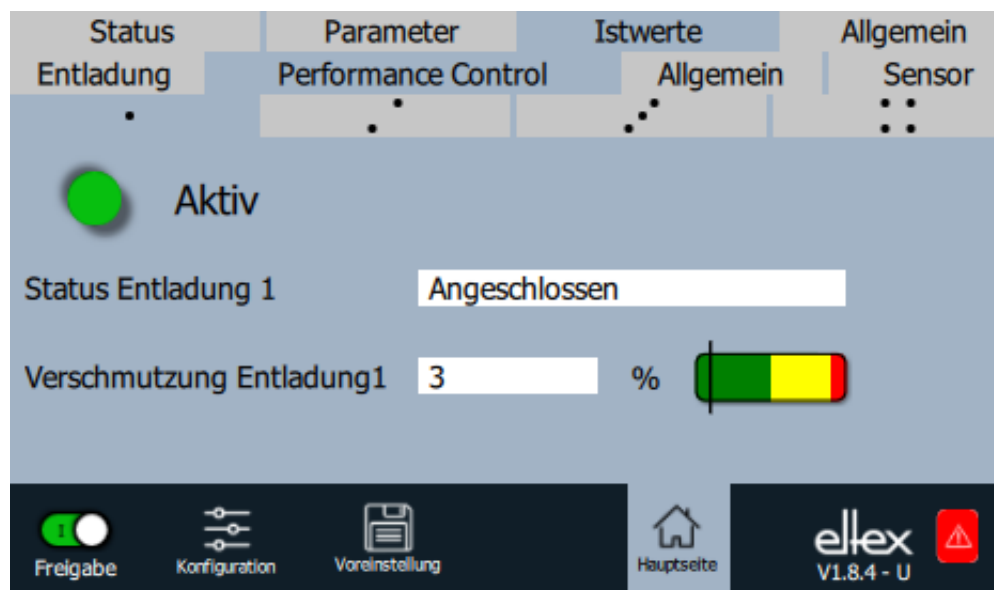 Status Parameter Istwerte Allgemein
Entladung Performance Control Allgemein Sensor
Aktiv
Status Entladung 1 Angeschlossen
Verschmutzung Entladung1 3 %
I
Freigabe Konfiguration Voreinstellung Hauptseite eltex
V1.8.4 - U